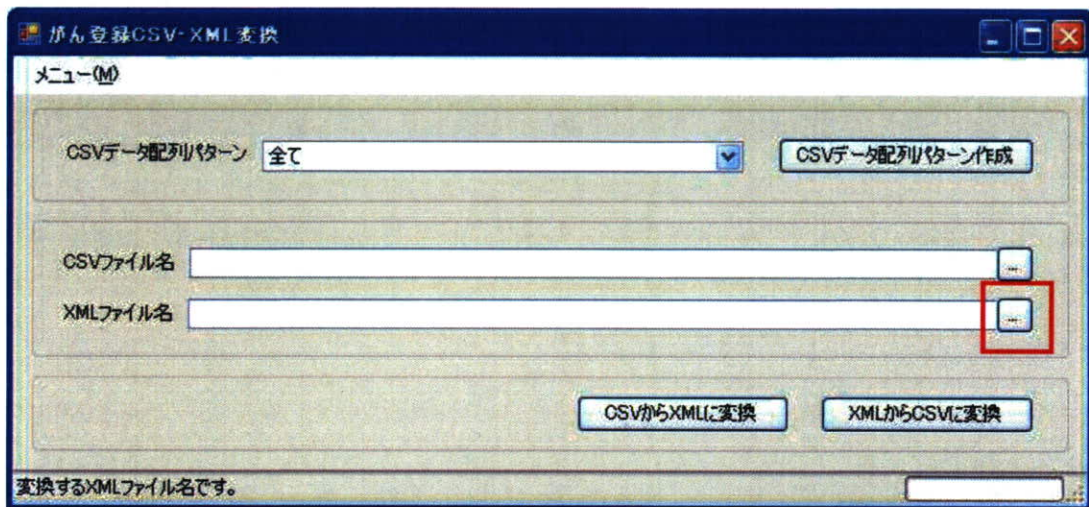 がん登録CSV-XML変換
メニュー(M)
CSVデータ配列パターン 全て CSVデータ配列パターン作成
CSVファイル名 ...
XMLファイル名 ...
CSVからXMLに変換 XMLからCSVに変換
変換するXMLファイル名です。